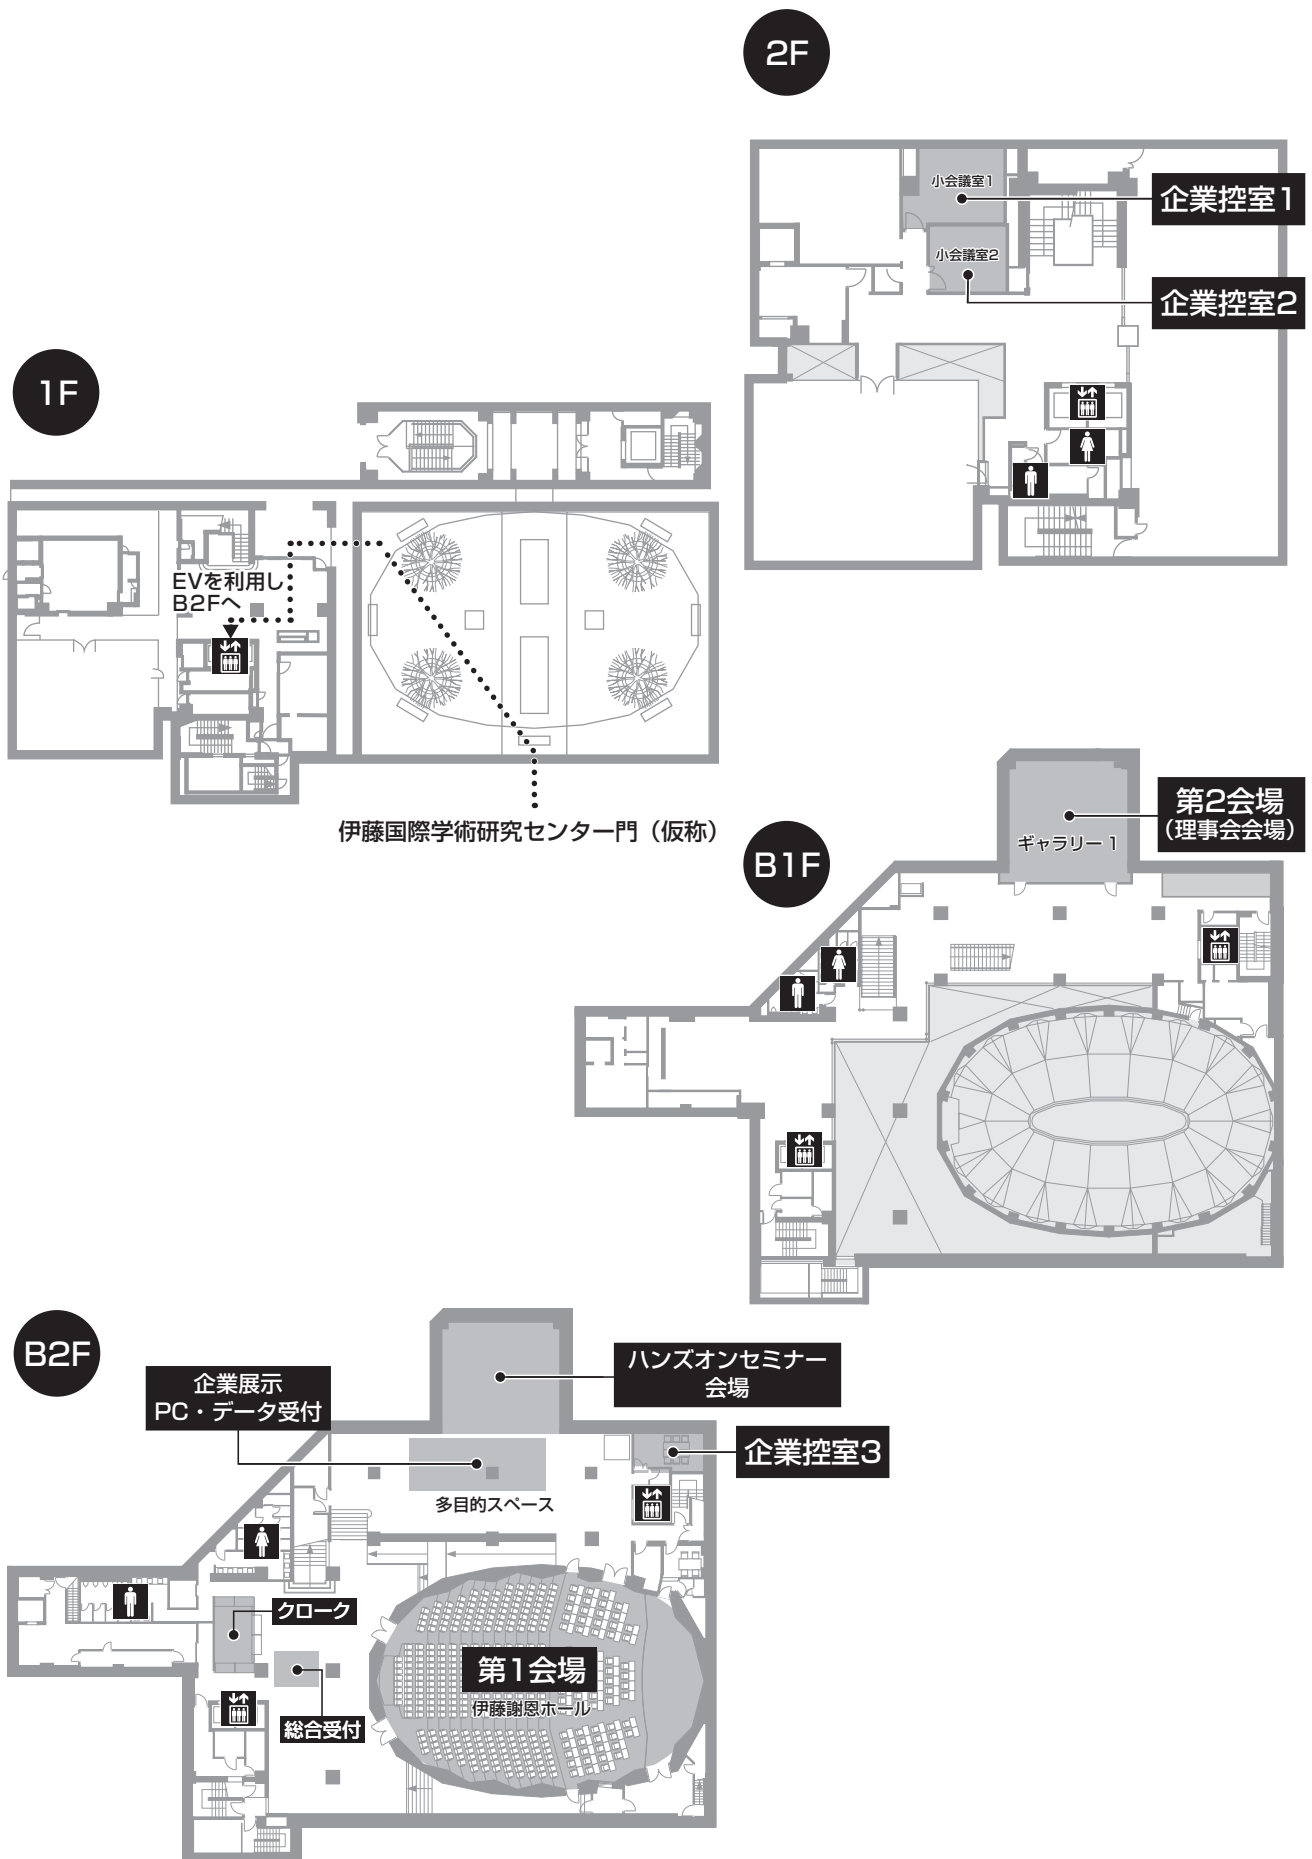 2F
小会議室1
企業控室1
小会議室2
企業控室2
1F
EVを利用し
B2Fへ
伊藤国際学術研究センター門（仮称）
B1F
第2会場
（理事会会場）
ギャラリー1
B2F
企業展示
PC・データ受付
ハンズオンセミナー
会場
企業控室3
多目的スペース
クローク
第1会場
伊藤謝恩ホール
総合受付